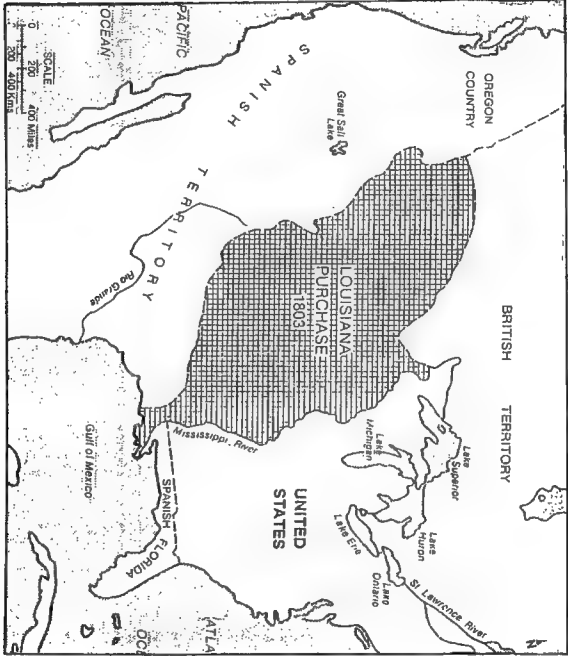 PACIFIC
OCEAN
SCALE
0 200 400 Miles
0 200 400 Kms
SPANISH
TERRITORY
OREGON
COUNTRY
Great Salt
Lake
Rio Grande
LOUISIANA
PURCHASE
1803
BRITISH
TERRITORY
Mississippi River
Lake
Superior
Lake
Michigan
Lake
Huron
Lake Erie
Lake
Ontario
St. Lawrence River
UNITED
STATES
SPANISH FLORIDA
Gulf of Mexico
ATLA
OC
N